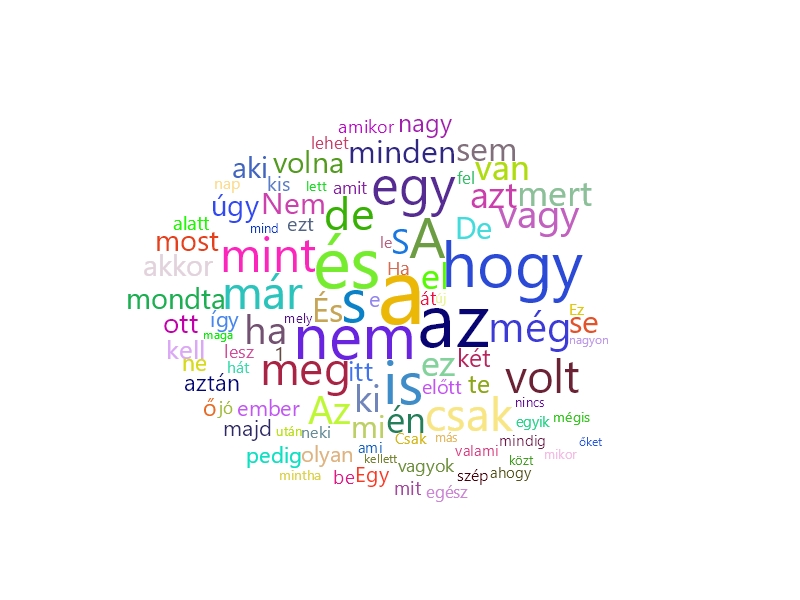 amikor nagy
lehet minden sem
aki volna egy fel van
nap kis lett amit azt mert
úgy Nem de vagy
alatt mind ezt S A De
most mint és le hogy
akkor Ha el
mondta már És s e a át új az még Ez
ott így ha mely nem se
maga nagyon
kell lesz 1 meg itt ez két
ne hát is volt
aztán ki előtt te
ő jó ember Az mi én csak nincs
majd után neki Csak más egyik mégis
pedig olyan ami valami mindig őket
kellett vagyok közt mikor
mintha be Egy szép ahogy
mit egész